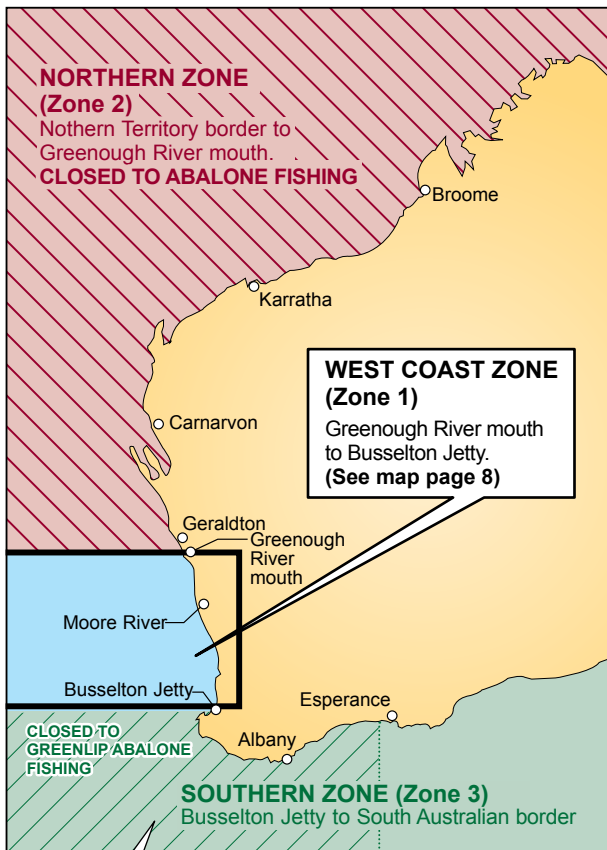 NORTHERN ZONE
(Zone 2)
Nothern Territory border to
Greenough River mouth.
CLOSED TO ABALONE FISHING
Broome
Karratha
WEST COAST ZONE
(Zone 1)
Greenough River mouth
to Busselton Jetty.
(See map page 8)
Carnarvon
Geraldton
Greenough
River
mouth
Moore River
Busselton Jetty
Esperance
CLOSED TO
GREENLIP ABALONE
FISHING
Albany
SOUTHERN ZONE (Zone 3)
Busselton Jetty to South Australian border